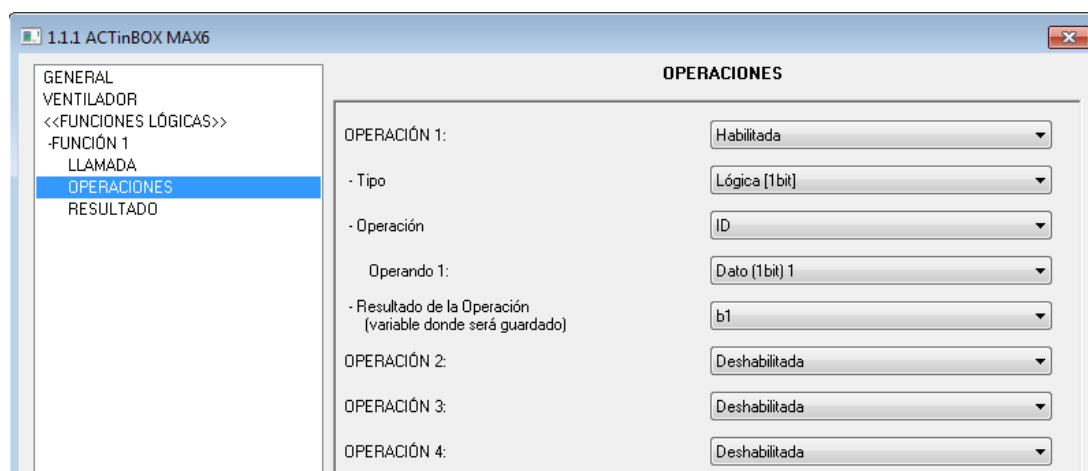 1.1.1 ACTinBOX MAX6
GENERAL
VENTILADOR
<<FUNCIONES LÓGICAS>>
-FUNCIÓN 1
LLAMADA
OPERACIONES
RESULTADO
OPERACIONES
OPERACIÓN 1: Habilitada
- Tipo Lógica [1bit]
- Operación ID
Operando 1: Dato (1bit) 1
- Resultado de la Operación
(variable donde será guardado) b1
OPERACIÓN 2: Deshabilitada
OPERACIÓN 3: Deshabilitada
OPERACIÓN 4: Deshabilitada